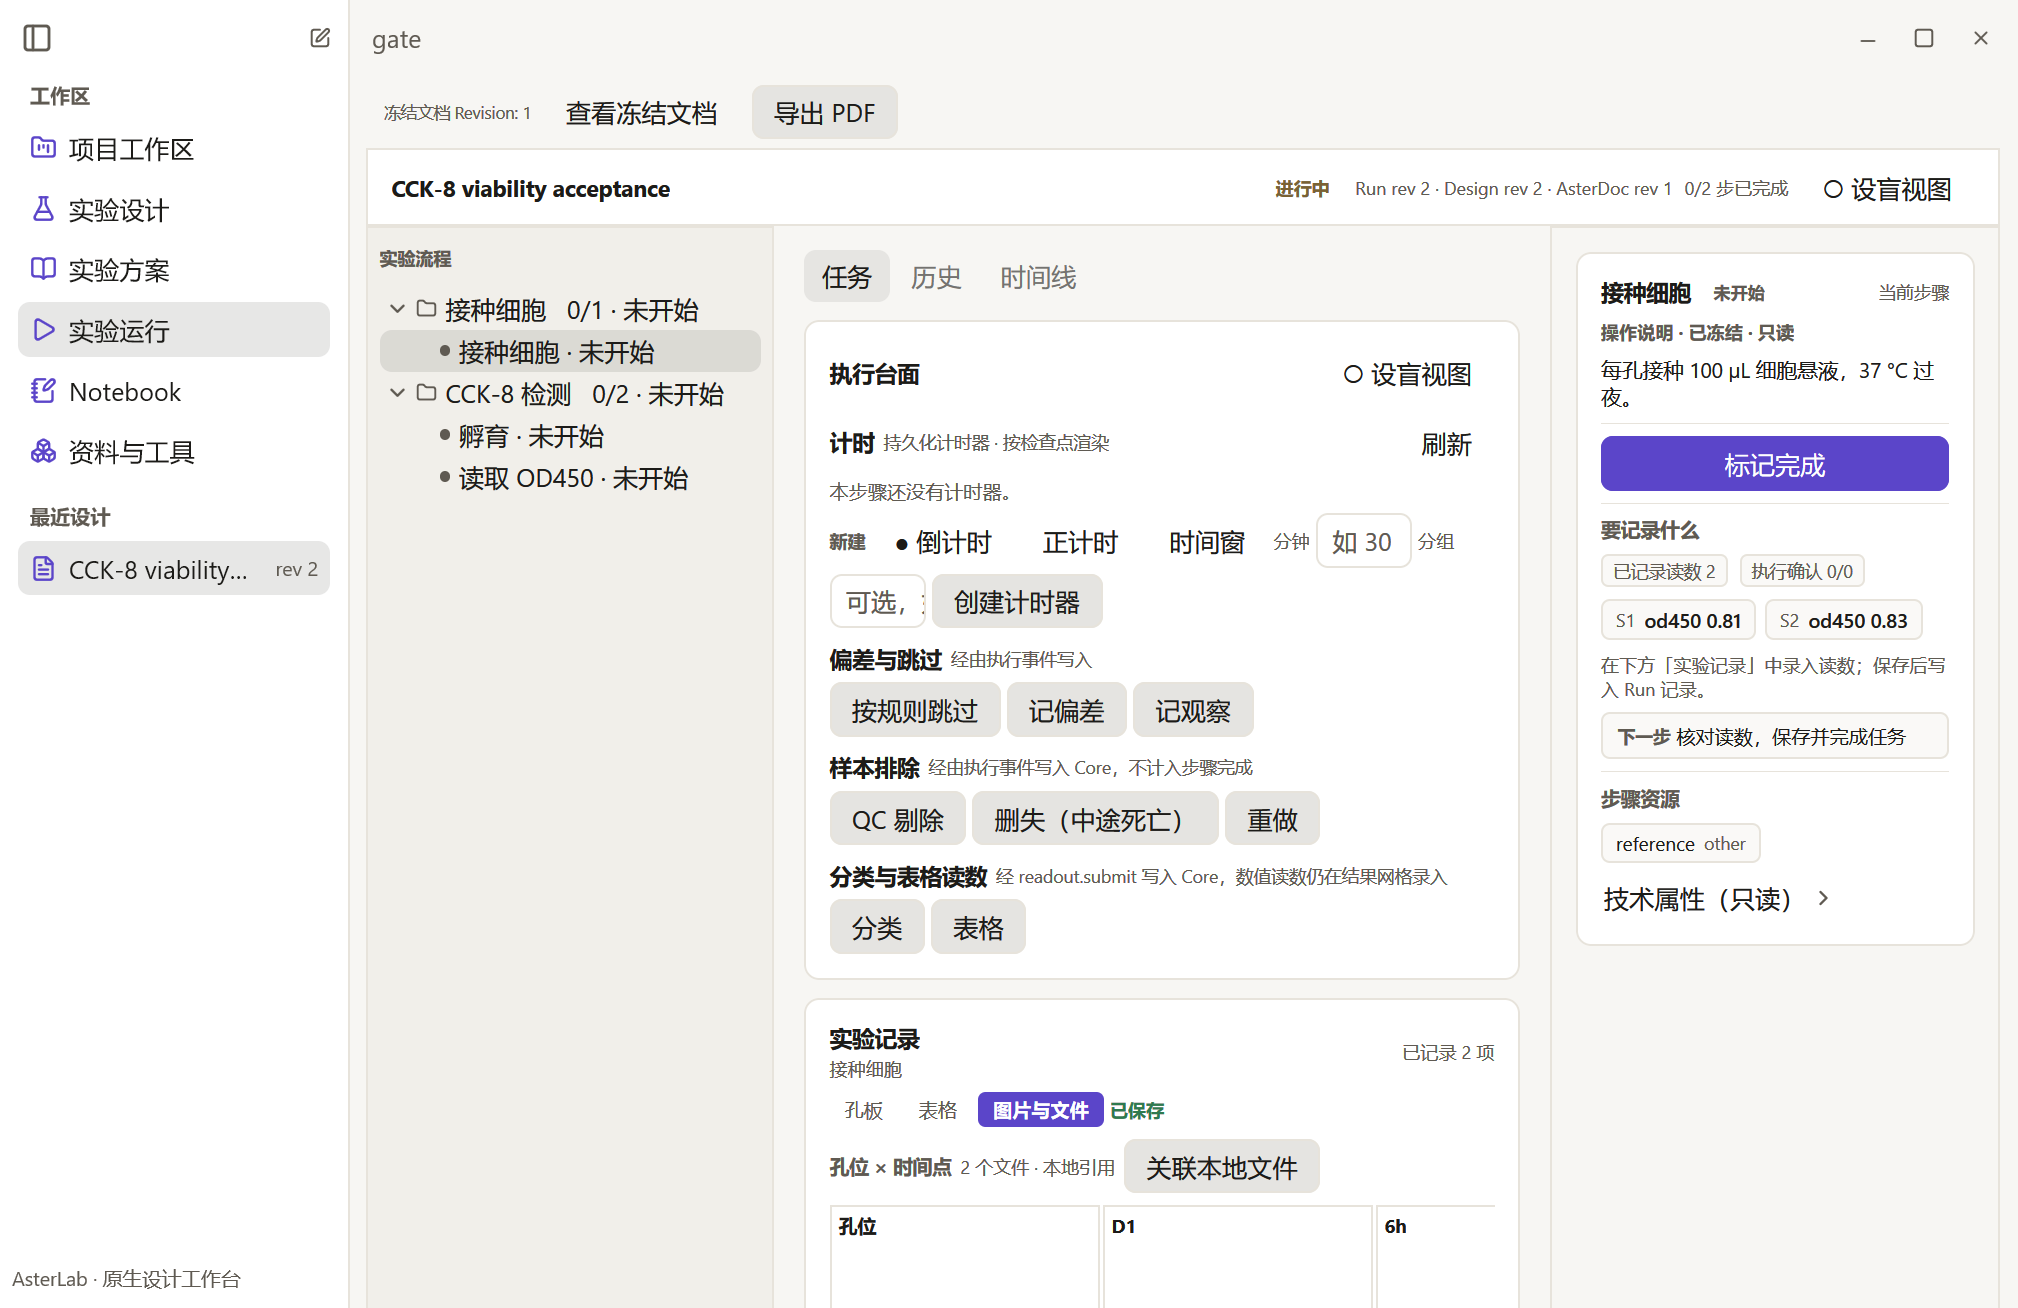 gate
工作区
项目工作区
实验设计
实验方案
实验运行
Notebook
资料与工具
最近设计
CCK-8 viability... rev 2
AsterLab · 原生设计工作台
冻结文档 Revision: 1 查看冻结文档 导出 PDF
CCK-8 viability acceptance 进行中 Run rev 2 · Design rev 2 · AsterDoc rev 1 0/2 步已完成 设盲视图
实验流程
接种细胞 0/1 · 未开始
接种细胞 · 未开始
CCK-8 检测 0/2 · 未开始
孵育 · 未开始
读取 OD450 · 未开始
任务 历史 时间线
执行台面 设盲视图
计时 持久化计时器 · 按检查点渲染 刷新
本步骤还没有计时器。
新建 ● 倒计时 正计时 时间窗 分钟 如 30 分组
可选， 创建计时器
偏差与跳过 经由执行事件写入
按规则跳过 记偏差 记观察
样本排除 经由执行事件写入 Core，不计入步骤完成
QC 剔除 删失（中途死亡） 重做
分类与表格读数 经 readout.submit 写入 Core，数值读数仍在结果网格录入
分类 表格
实验记录
接种细胞
已记录 2 项
孔板 表格 图片与文件 已保存
孔位 × 时间点 2 个文件 · 本地引用 关联本地文件
孔位 D1 6h
接种细胞 未开始 当前步骤
操作说明 · 已冻结 · 只读
每孔接种 100 µL 细胞悬液，37 °C 过
夜。
标记完成
要记录什么
已记录读数 2 执行确认 0/0
S1 od450 0.81 S2 od450 0.83
在下方「实验记录」中录入读数；保存后写
入 Run 记录。
下一步 核对读数，保存并完成任务
步骤资源
reference other
技术属性（只读）